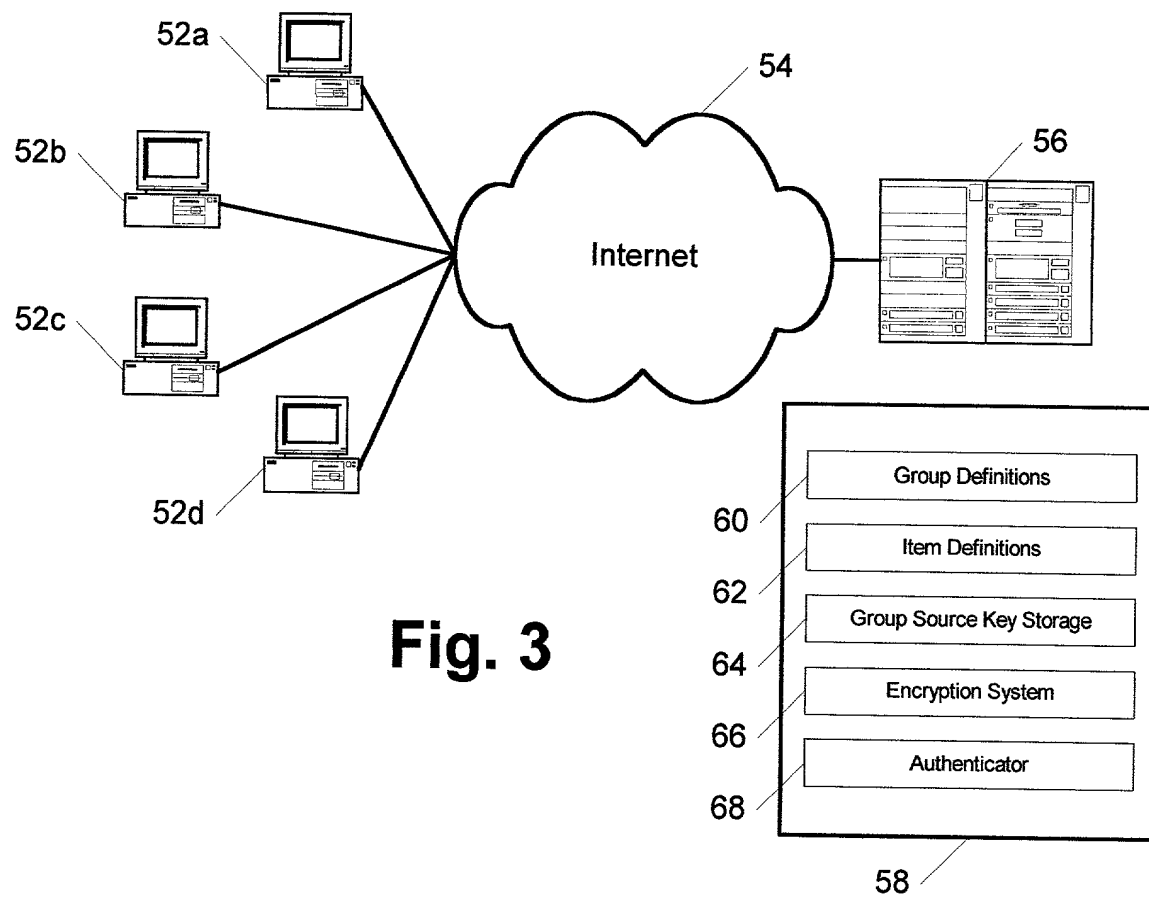 52a
54
52b
56
Internet
52c
52d
Group Definitions
60
Item Definitions
62
Fig. 3
Group Source Key Storage
64
Encryption System
66
Authenticator
68
58